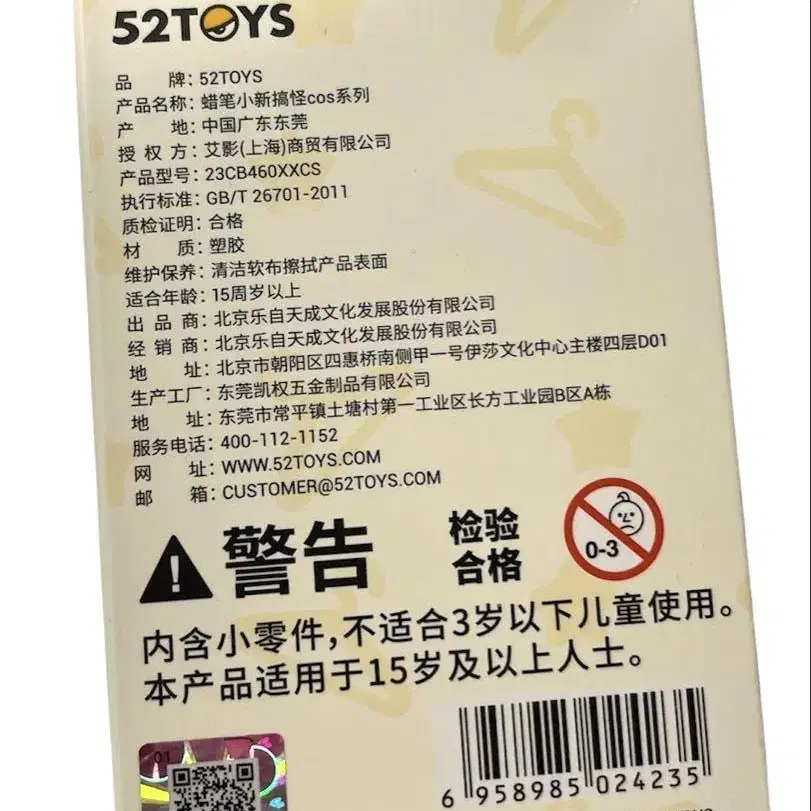 52TOYS
品 牌：52TOYS
产品名称：蜡笔小新搞怪cos系列
产 地：中国广东东莞
授 权 方：艾影(上海)商贸有限公司
产品型号：23CB460XXCS
执行标准：GB/T 26701-2011
质检证明：合格
材 质：塑胶
维护保养：清洁软布擦拭产品表面
适合年龄：15周岁以上
出 品 商：北京乐自天成文化发展股份有限公司
经 销 商：北京乐自天成文化发展股份有限公司
地 址：北京市朝阳区四惠桥南侧甲一号伊莎文化中心主楼四层D01
生产工厂：东莞凯权五金制品有限公司
地 址：东莞市常平镇土塘村第一工业区长方工业园B区A栋
服务电话：400-112-1152
网 址：WWW.52TOYS.COM
邮 箱：CUSTOMER@52TOYS.COM
警告
检验
合格
0-3
内含小零件，不适合3岁以下儿童使用。
本产品适用于15岁及以上人士。
01
6 958985 024235